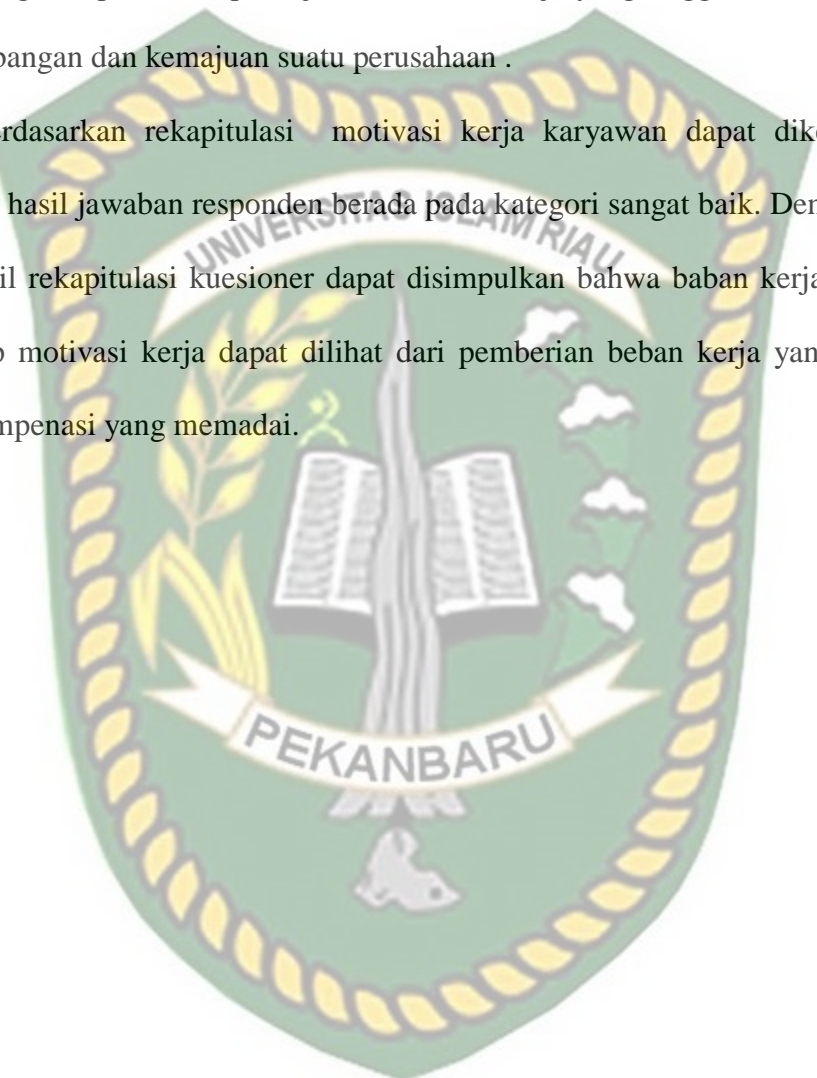 bangan dan kemajuan suatu perusahaan .
rdasarkan rekapitulasi motivasi kerja karyawan dapat dike
hasil jawaban responden berada pada kategori sangat baik. Den
UNIVERSITAS ISLAM RIAU
il rekapitulasi kuesioner dapat disimpulkan bahwa baban kerja
motivasi kerja dapat dilihat dari pemberian beban kerja yan
mpenasi yang memadai.
PEKANBARU